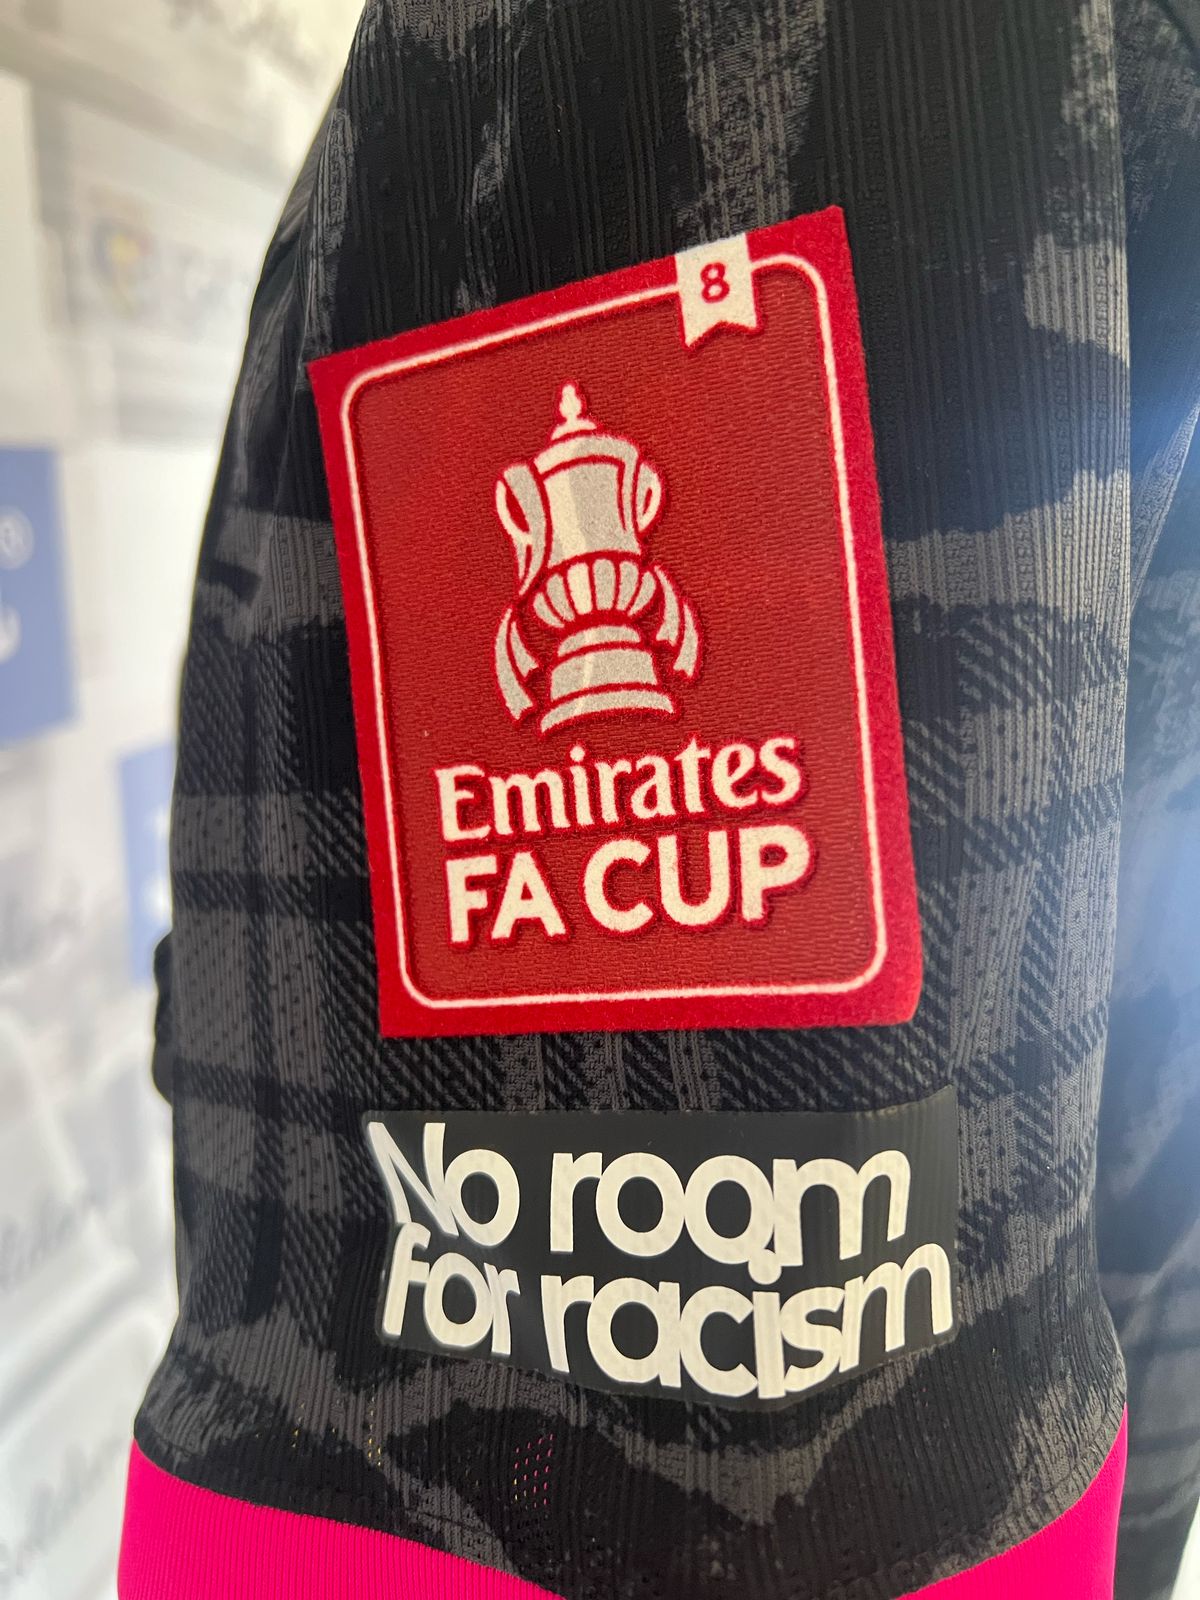 8
Emirates
FA CUP
No room
for racism